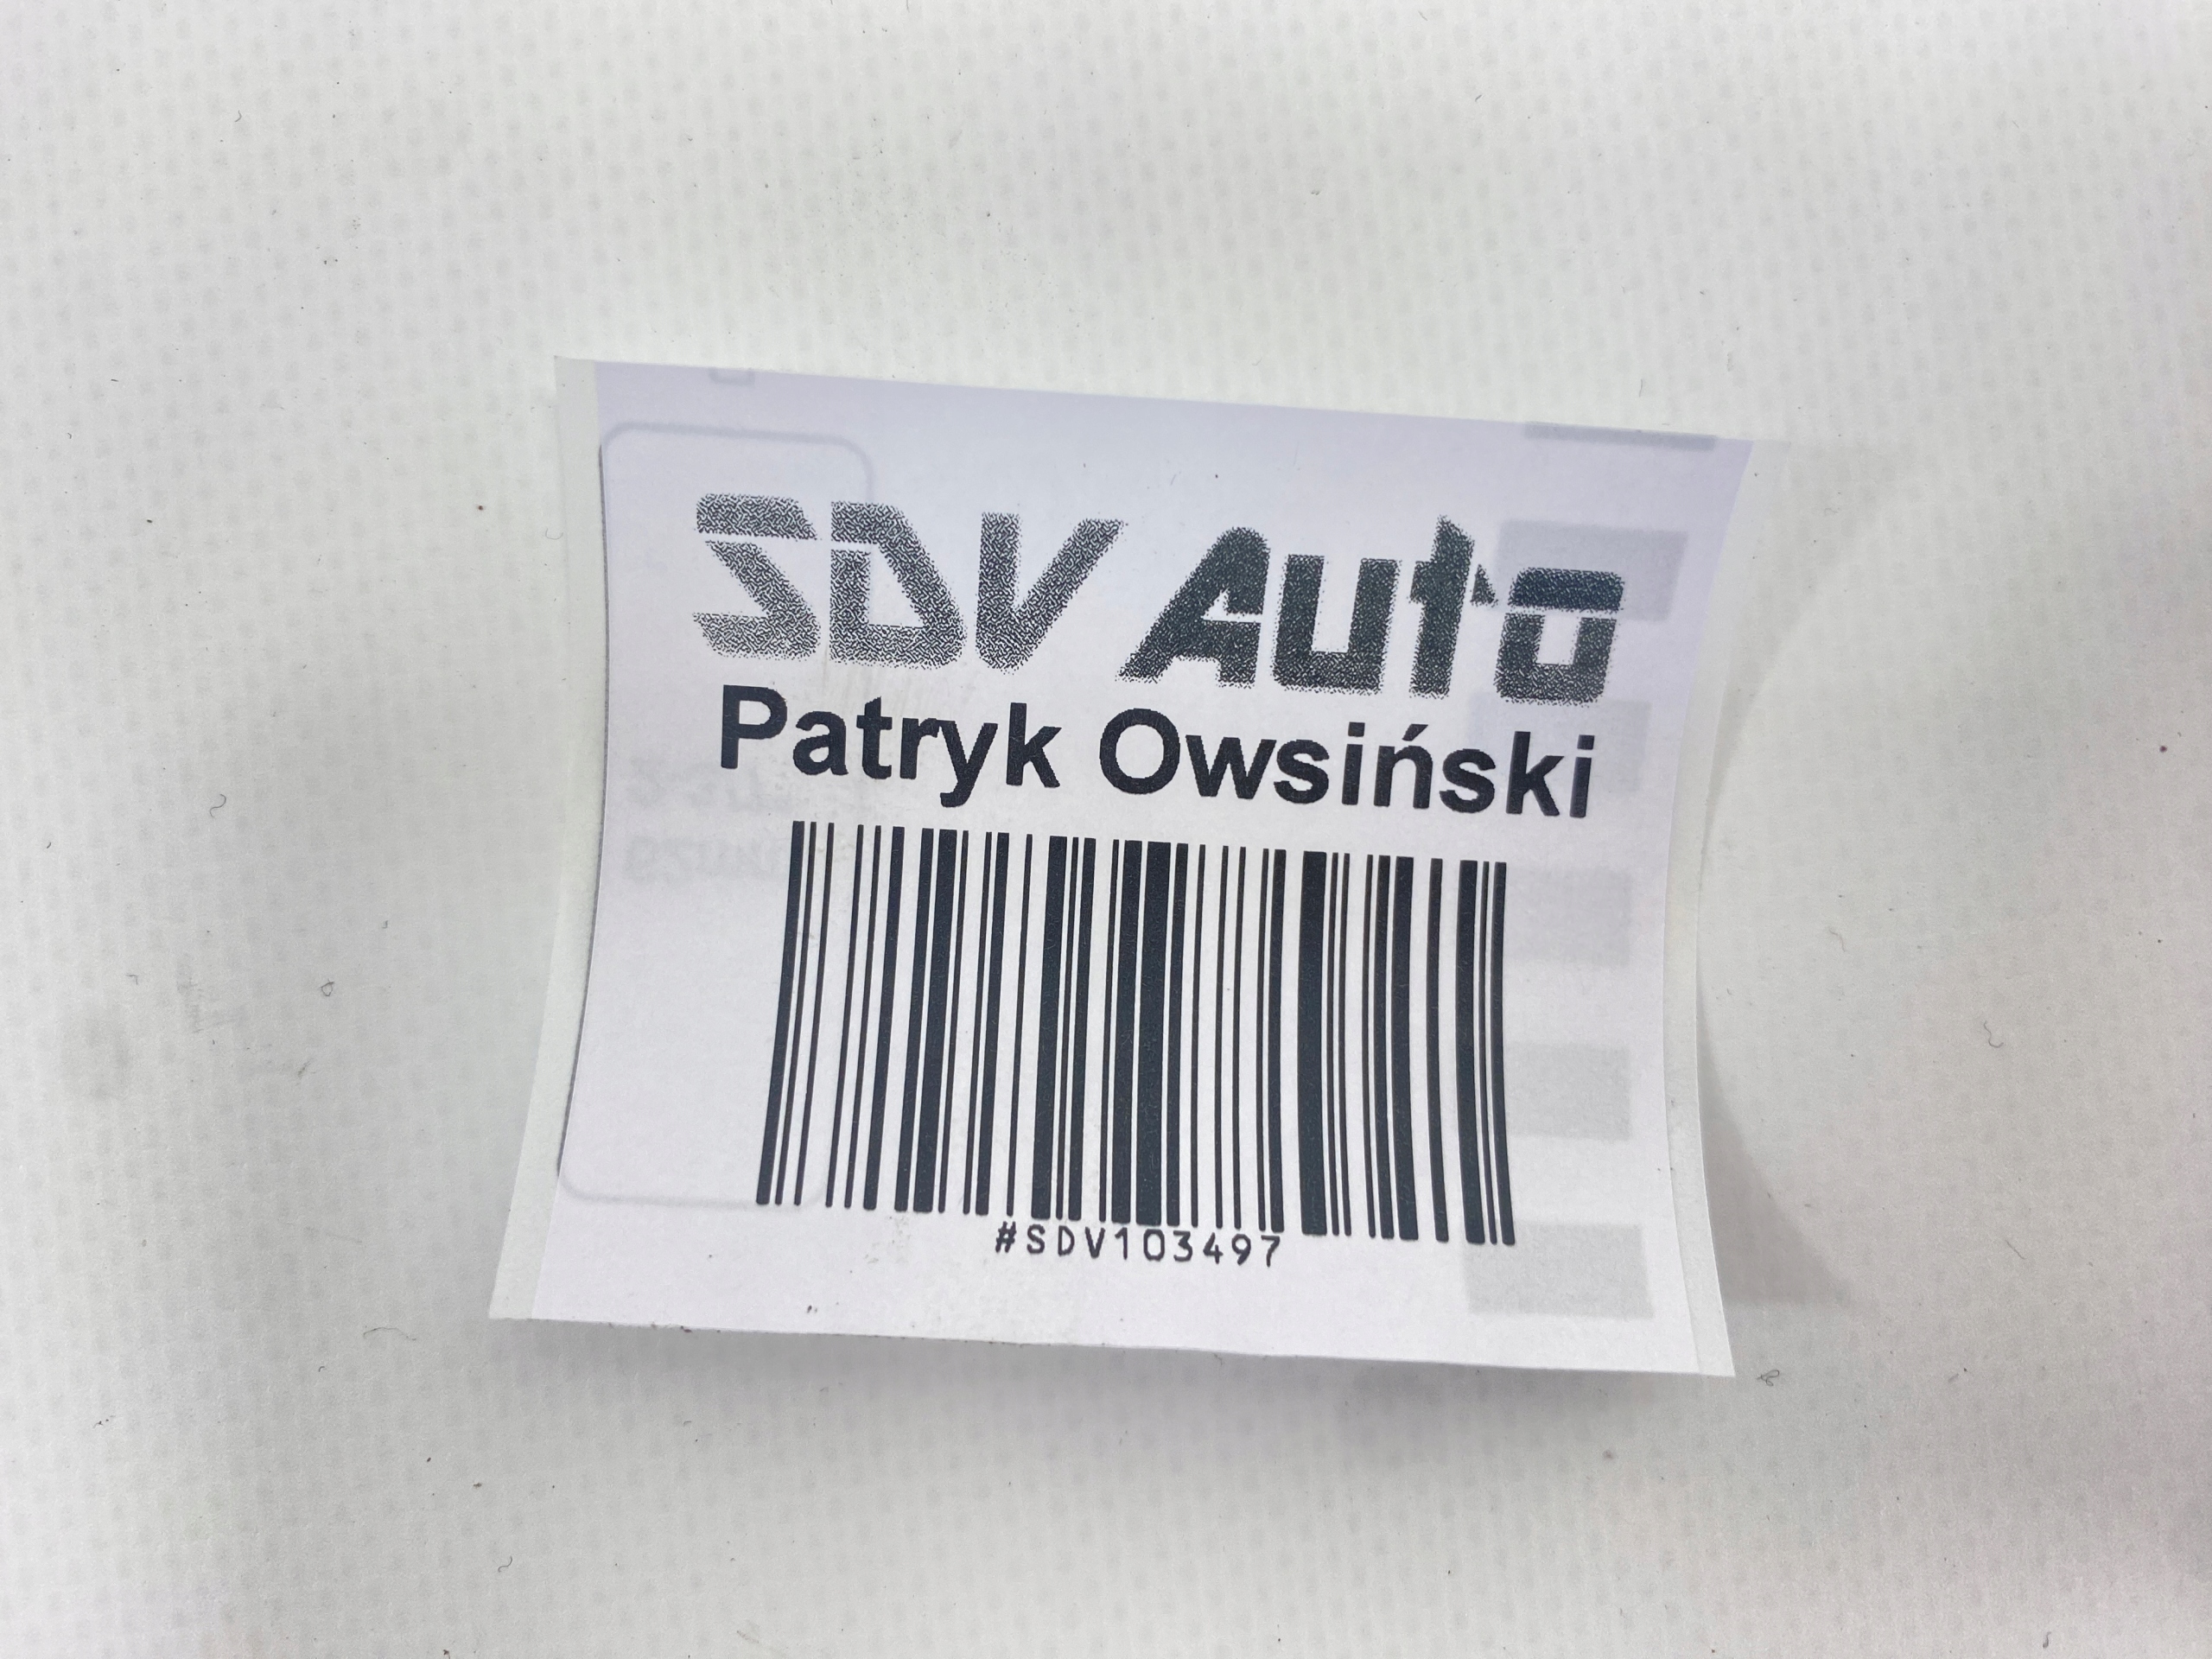 SDV Auto
Patryk Owsiński
#SDV103497